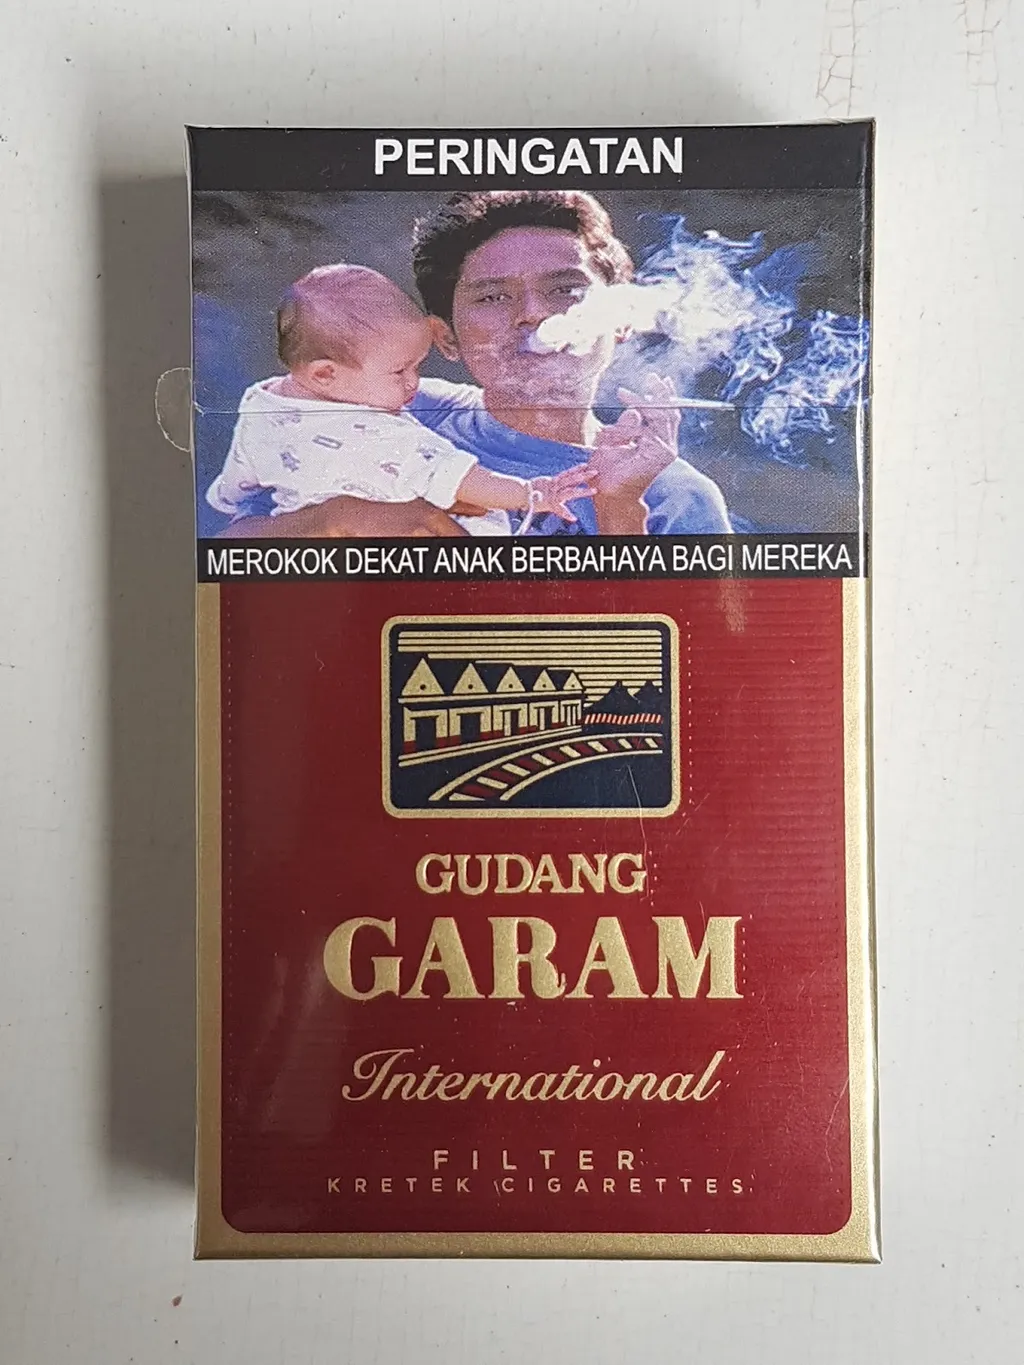 PERINGATAN
MEROKOK DEKAT ANAK BERBAHAYA BAGI MEREKA
GUDANG
GARAM
International
FILTER
KRETEK CIGARETTES